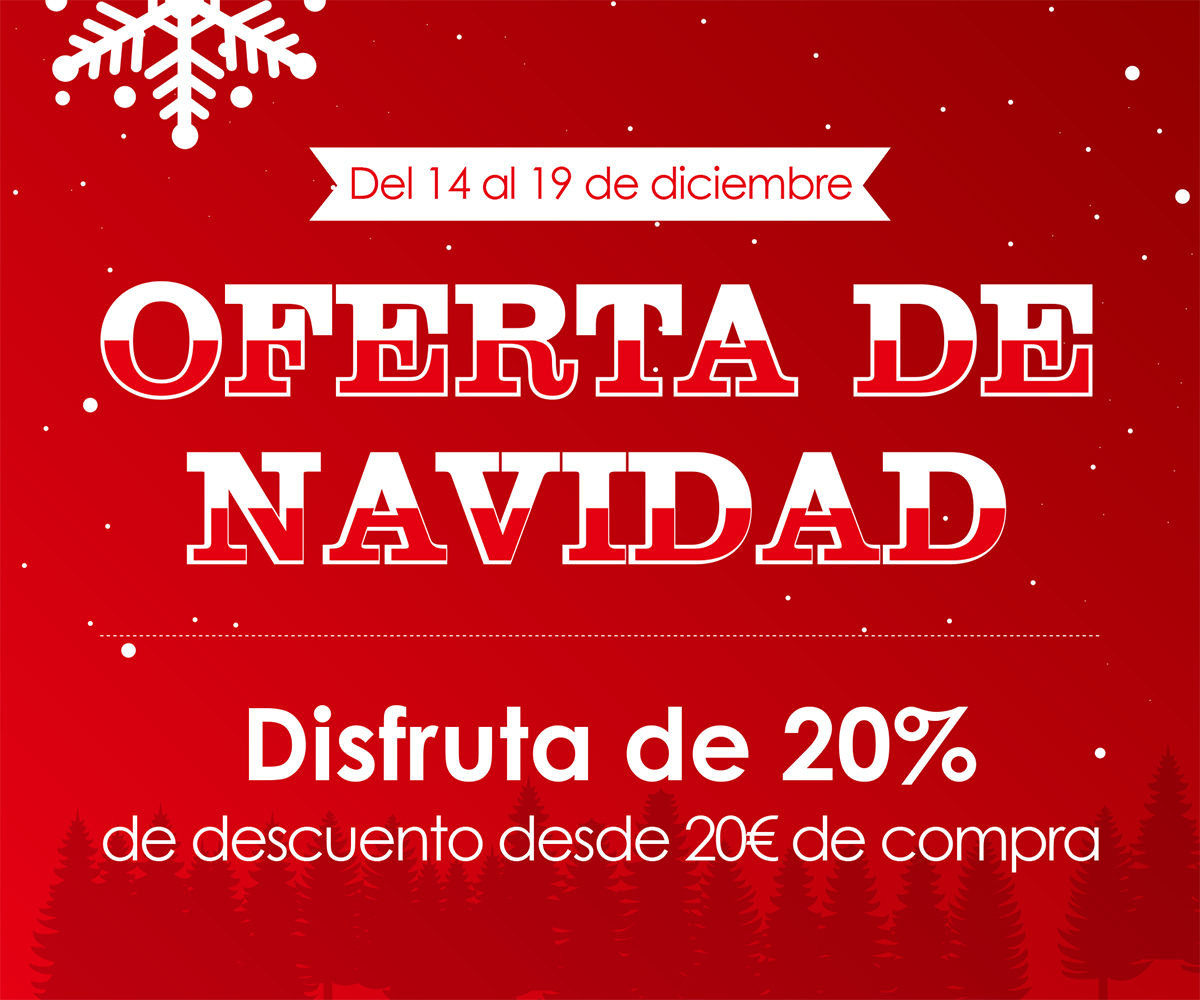 Del 14 al 19 de diciembre
OFERTA DE
NAVIDAD
Disfruta de 20%
de descuento desde 20€ de compra